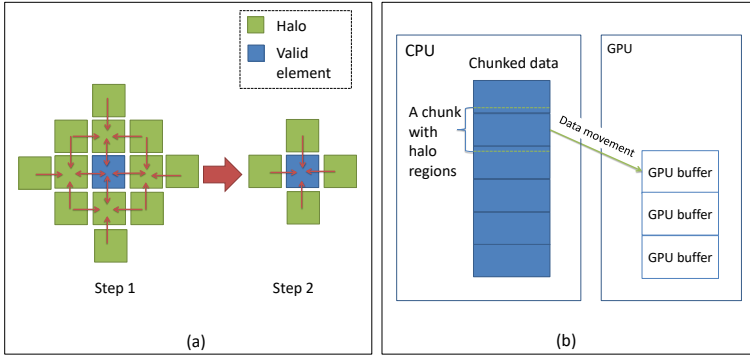 Halo
Valid
element
Step 1
Step 2
(a)
CPU
GPU
Chunked data
A chunk
with
halo
regions
Data movement
GPU buffer
GPU buffer
GPU buffer
(b)